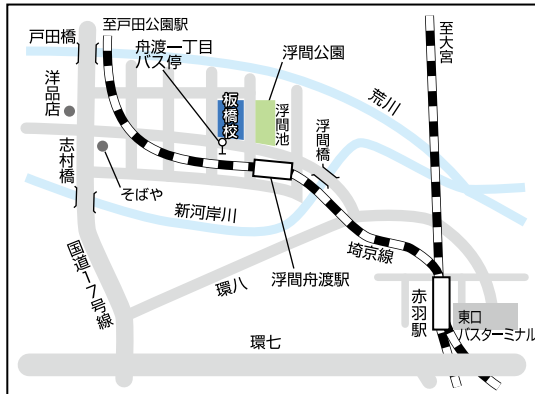 至戸田公園駅
戸田橋
舟渡一丁目
バス停
浮間公園
至大宮
洋品店
板橋校
浮間池
荒川
浮間橋
志村橋
そばや
新河岸川
国道17号線
環八
浮間舟渡駅
埼京線
赤羽駅
東口
バスターミナル
環七